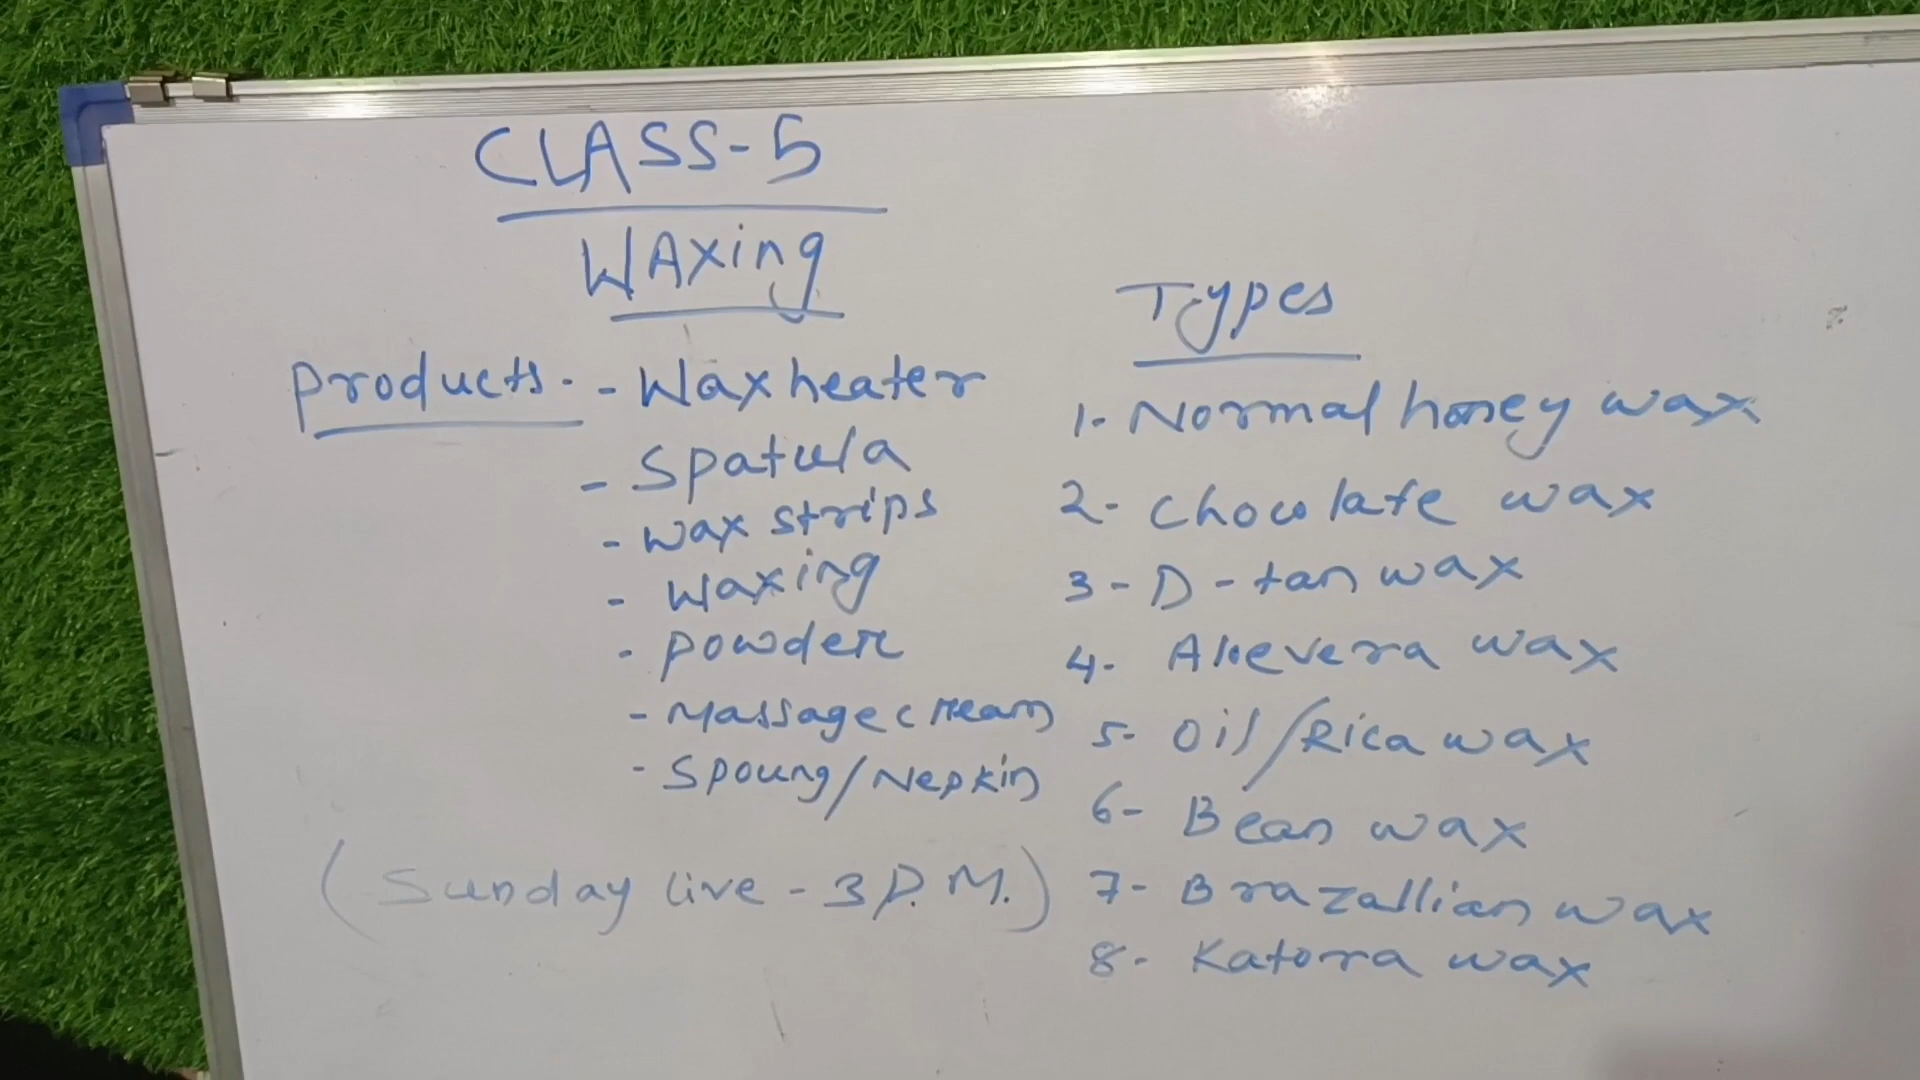 CLASS-5
WAxing
Products. - Wax heater
- Spatula
- wax strips
- Waxing
- Powder
- Massage cream
- Spoung/Nepkin
(Sunday live - 3 P.M.)
Types
1. Normal honey wax
2- Chocolate wax
3- D-tan wax
4- Aloevera wax
5- Oil/Rica wax
6- Bean wax
7- Brazallian wax
8- Katora wax